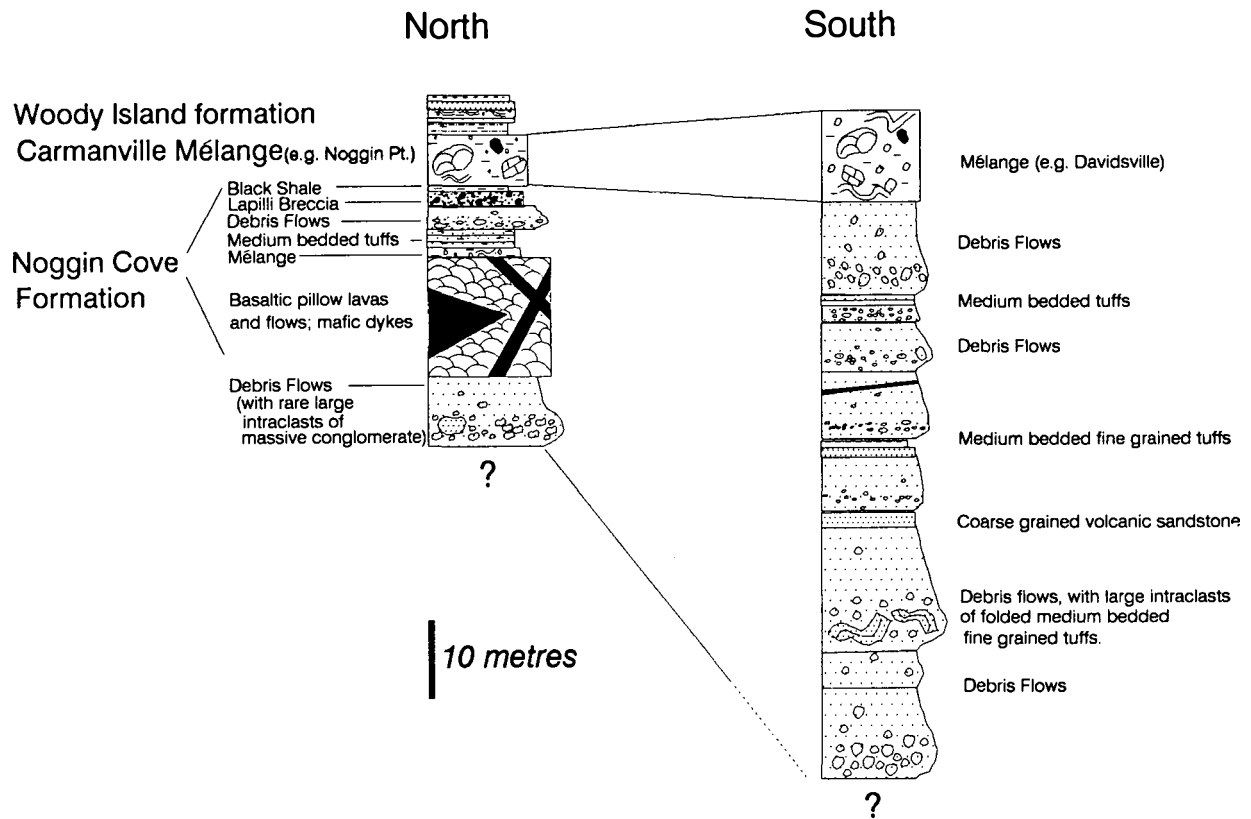 North
South
Woody Island formation
Carmanville Mélange(e.g. Noggin Pt.)
Black Shale
Lapilli Breccia
Debris Flows
Medium bedded tuffs
Mélange
Noggin Cove
Formation
Basaltic pillow lavas
and flows; mafic dykes
Debris Flows
(with rare large
intraclasts of
massive conglomerate)
?
10 metres
Mélange (e.g. Davidsville)
Debris Flows
Medium bedded tuffs
Debris Flows
Medium bedded fine grained tuffs
Coarse grained volcanic sandstone
Debris flows, with large intraclasts
of folded medium bedded
fine grained tuffs.
Debris Flows
?